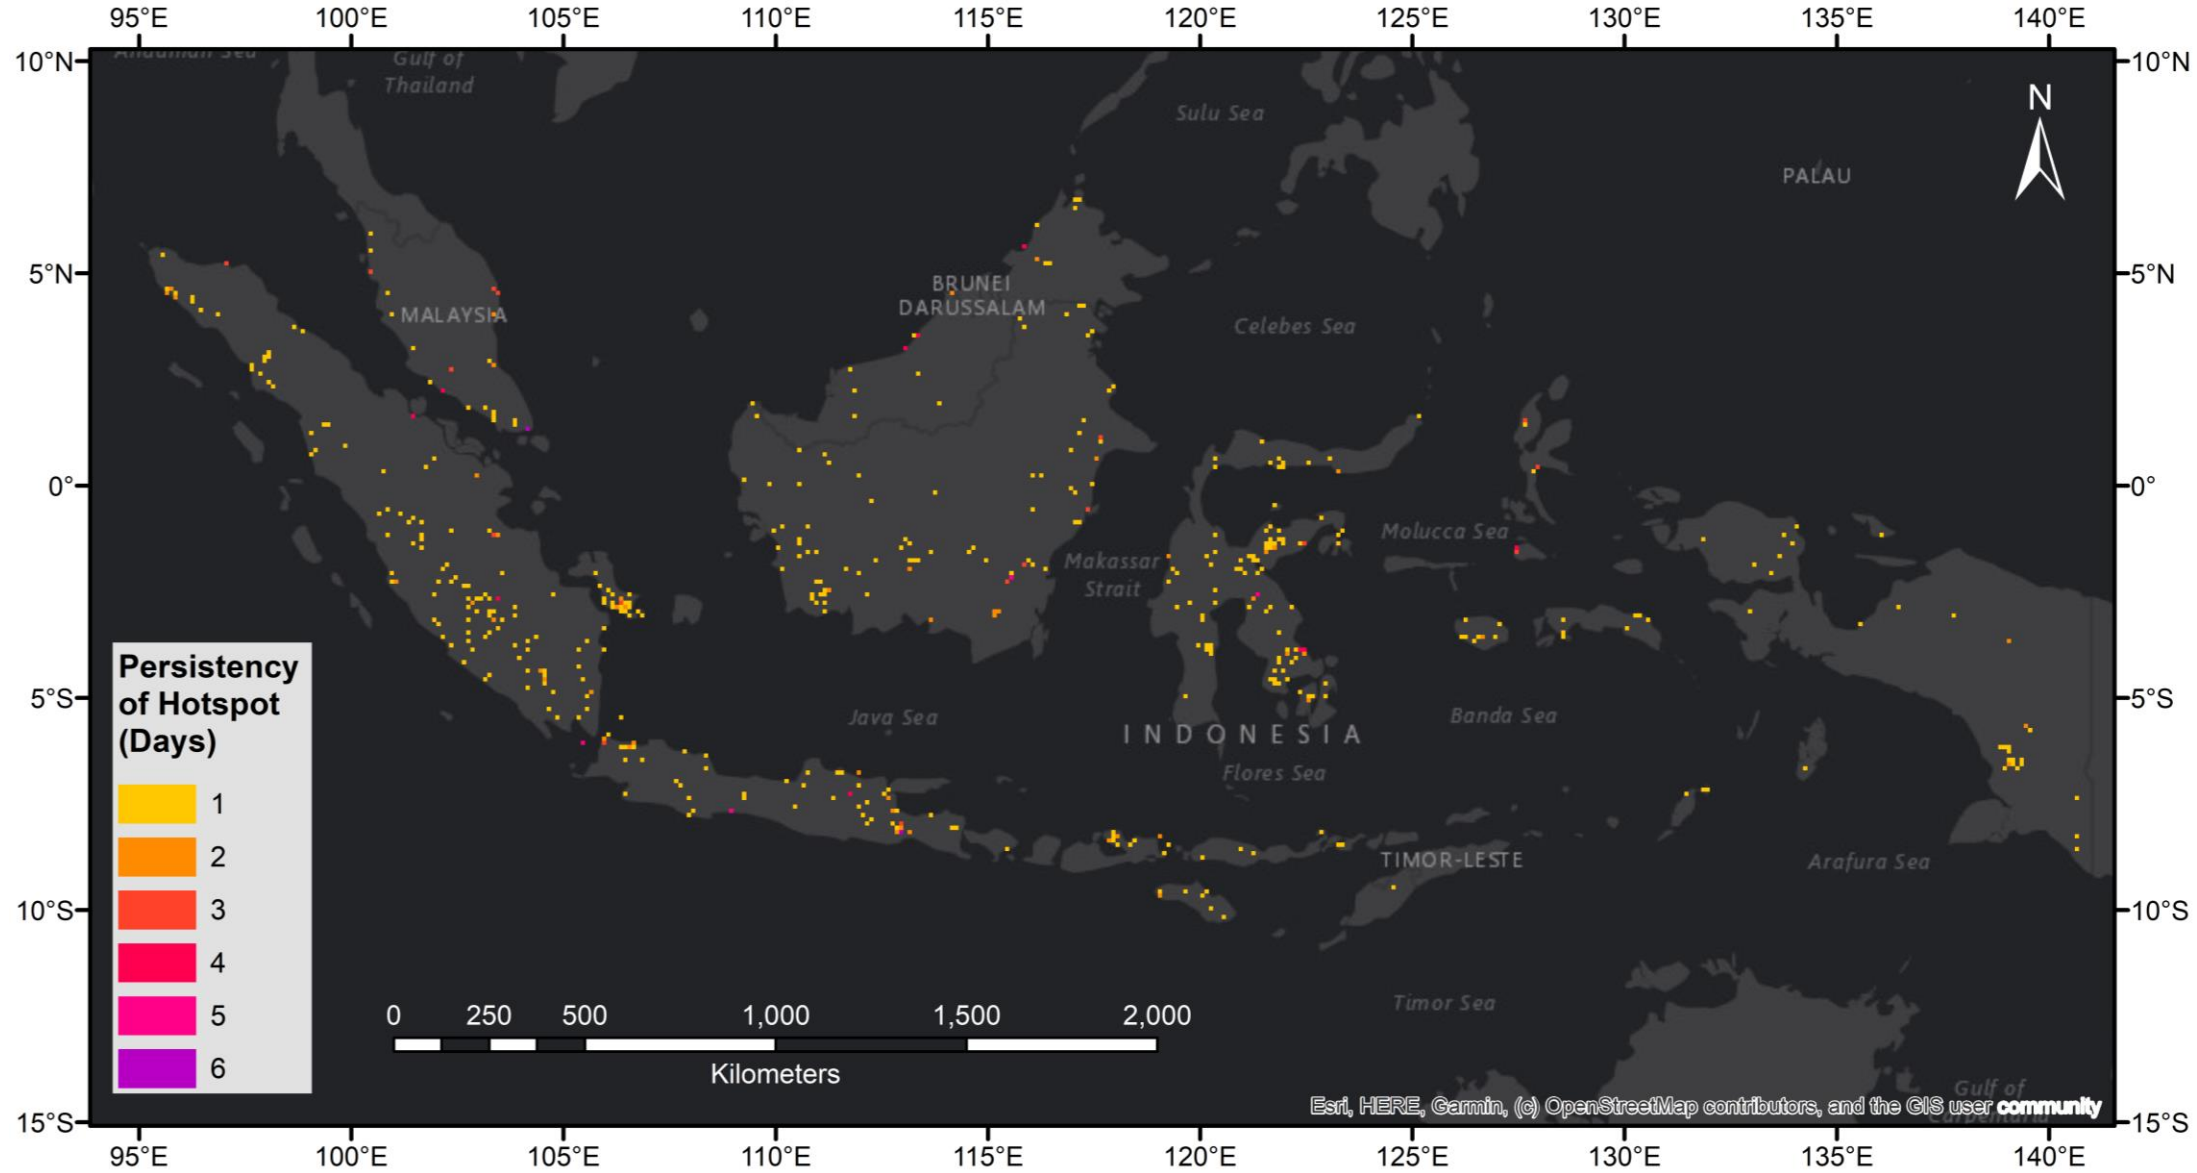 95°E 100°E 105°E 110°E 115°E 120°E 125°E 130°E 135°E 140°E
10°N 10°N
Andaman Sea
Gulf of
Thailand
Sulu Sea
N
PALAU
5°N 5°N
BRUNEI
DARUSSALAM
MALAYSIA
Celebes Sea
0° 0°
Molucca Sea
Makassar
Strait
Persistency
of Hotspot
(Days)
1
2
3
4
5
6
5°S 5°S
Java Sea
INDONESIA
Banda Sea
Flores Sea
TIMOR-LESTE
Arafura Sea
10°S 10°S
Timor Sea
0 250 500 1,000 1,500 2,000
Kilometers
Gulf of
Carpentaria
Esri, HERE, Garmin, (c) OpenStreetMap contributors, and the GIS user community
15°S 15°S
95°E 100°E 105°E 110°E 115°E 120°E 125°E 130°E 135°E 140°E